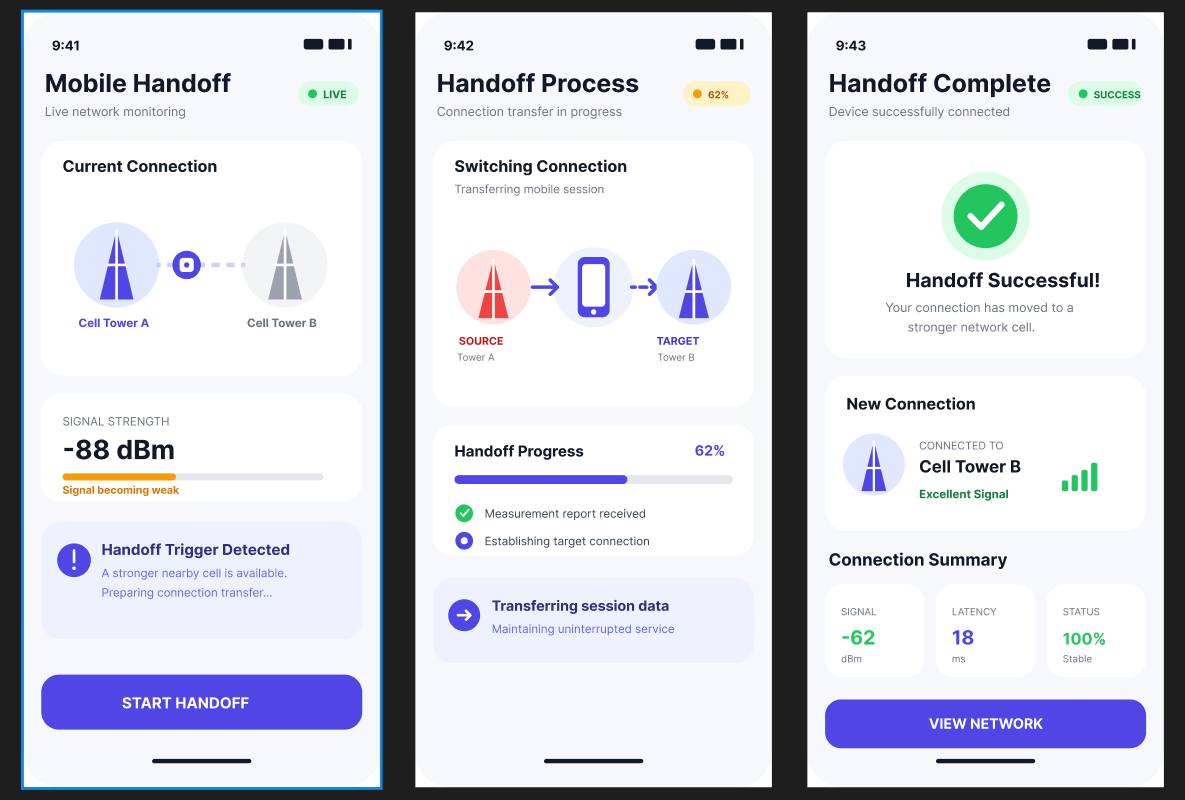 9:41
Mobile Handoff
LIVE
Live network monitoring
Current Connection
Cell Tower A
Cell Tower B
SIGNAL STRENGTH
-88 dBm
Signal becoming weak
Handoff Trigger Detected
A stronger nearby cell is available.
Preparing connection transfer...
START HANDOFF
9:42
Handoff Process
62%
Connection transfer in progress
Switching Connection
Transferring mobile session
SOURCE
Tower A
TARGET
Tower B
Handoff Progress
62%
Measurement report received
Establishing target connection
Transferring session data
Maintaining uninterrupted service
9:43
Handoff Complete
SUCCESS
Device successfully connected
Handoff Successful!
Your connection has moved to a
stronger network cell.
New Connection
CONNECTED TO
Cell Tower B
Excellent Signal
Connection Summary
SIGNAL
-62
dBm
LATENCY
18
ms
STATUS
100%
Stable
VIEW NETWORK